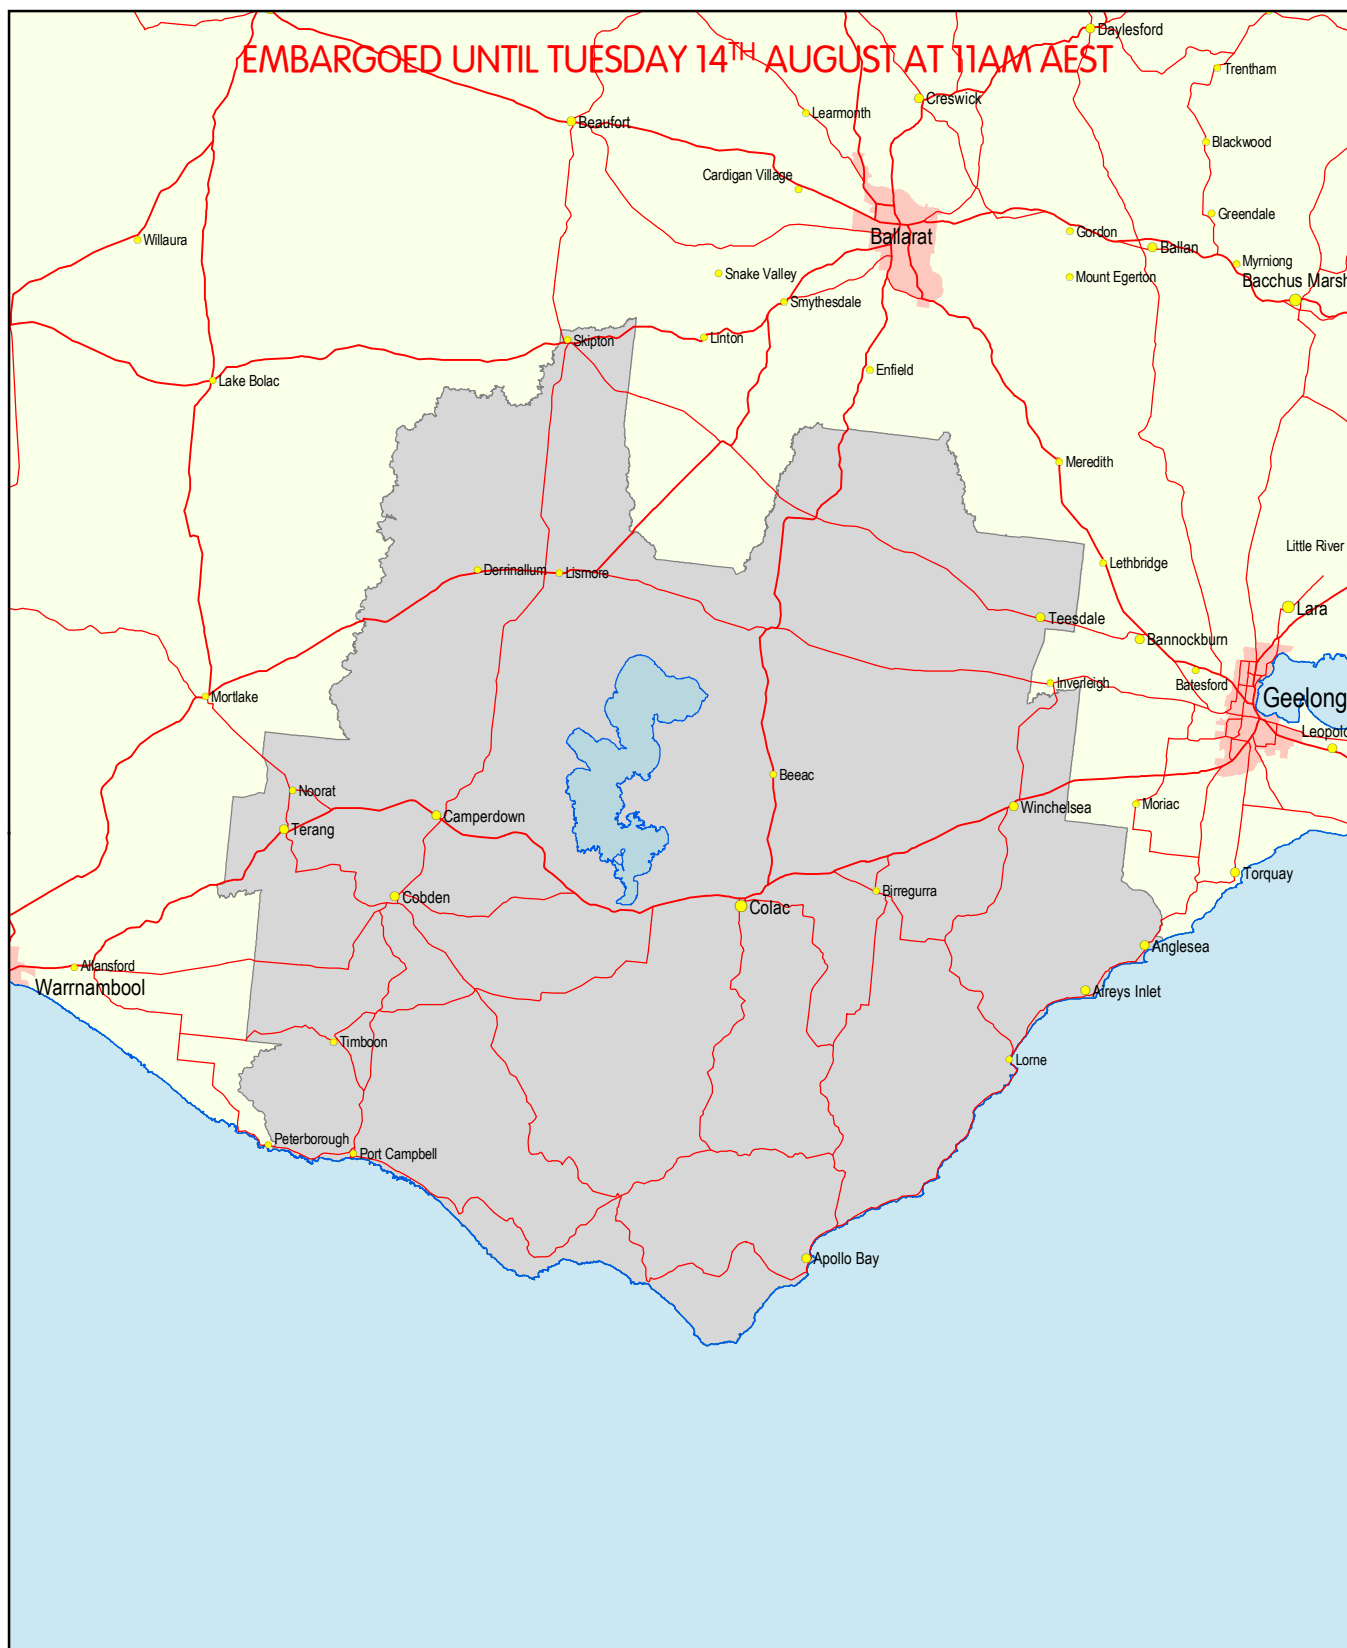 Daylesford
EMBARGOED UNTIL TUESDAY 14TH AUGUST AT 11AM AEST
Trentham
Creswick
Learmonth
Beaufort
Blackwood
Cardigan Village
Greendale
Gordon
Ballarat
Willaura
Ballan
Myrniong
Snake Valley
Mount Egerton
Bacchus Marsh
Smythesdale
Linton
Skipton
Enfield
Lake Bolac
Meredith
Little River
Lethbridge
Derrinallum
Lismore
Lara
Teesdale
Bannockburn
Inverleigh
Batesford
Mortlake
Geelong
Leopold
Beeac
Noorat
Moriac
Winchelsea
Camperdown
Terang
Torquay
Birregurra
Cobden
Colac
Anglesea
Allansford
Warrnambool
Aireys Inlet
Timboon
Lorne
Peterborough
Port Campbell
Apollo Bay